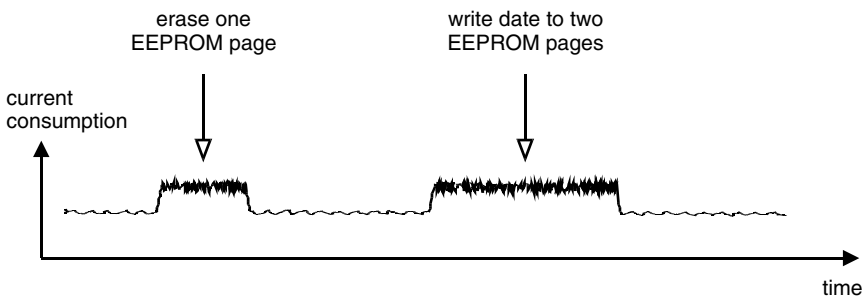 erase one
EEPROM page
write date to two
EEPROM pages
current
consumption
time